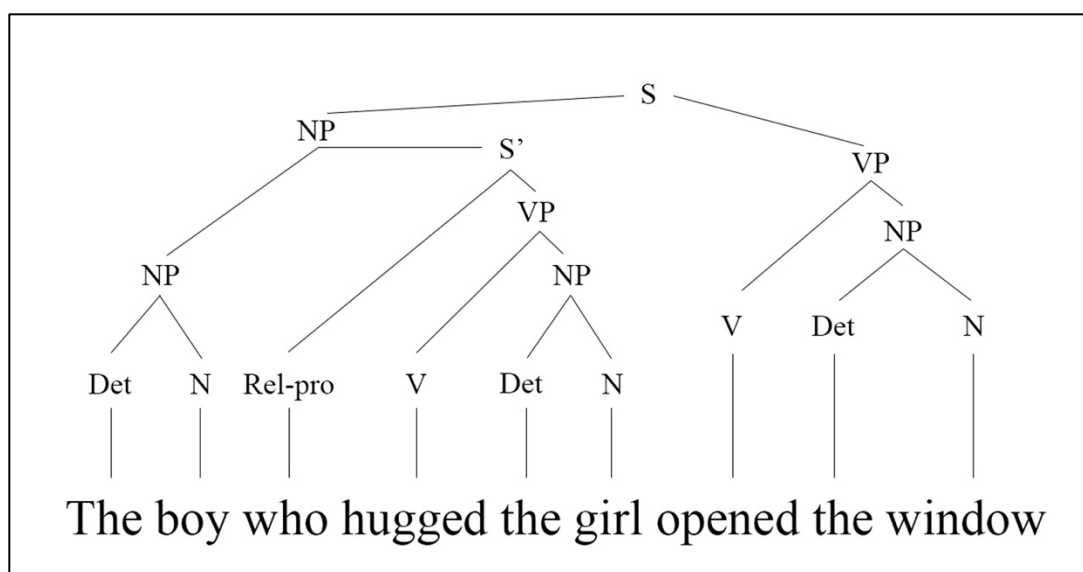 S
NP
S’
VP
VP
NP
NP
NP
V Det N
Det N Rel-pro V Det N
The boy who hugged the girl opened the window